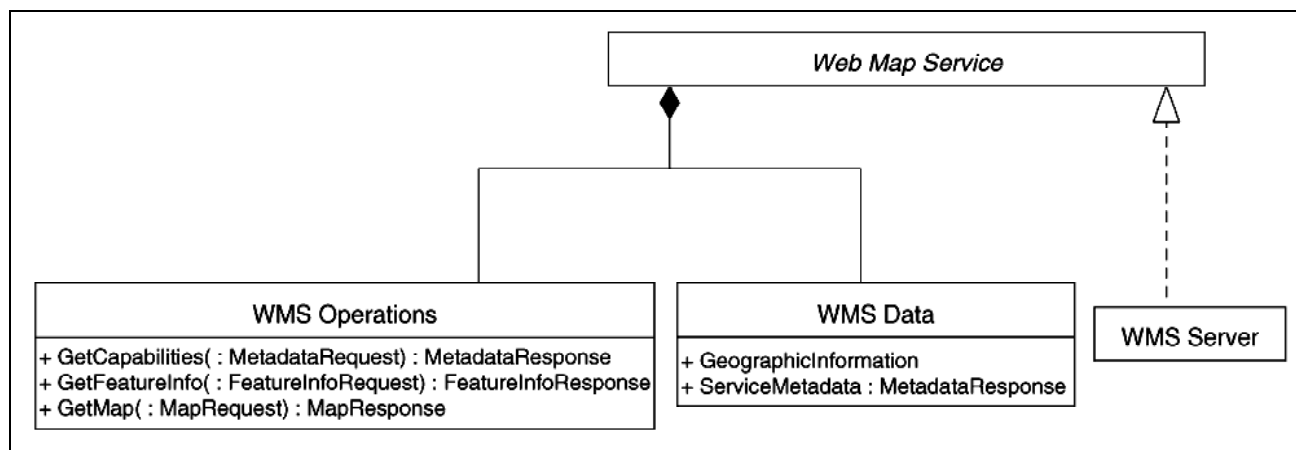 Web Map Service
WMS Operations
+ GetCapabilities( : MetadataRequest) : MetadataResponse
+ GetFeatureInfo( : FeatureInfoRequest) : FeatureInfoResponse
+ GetMap( : MapRequest) : MapResponse
WMS Data
+ GeographicInformation
+ ServiceMetadata : MetadataResponse
WMS Server